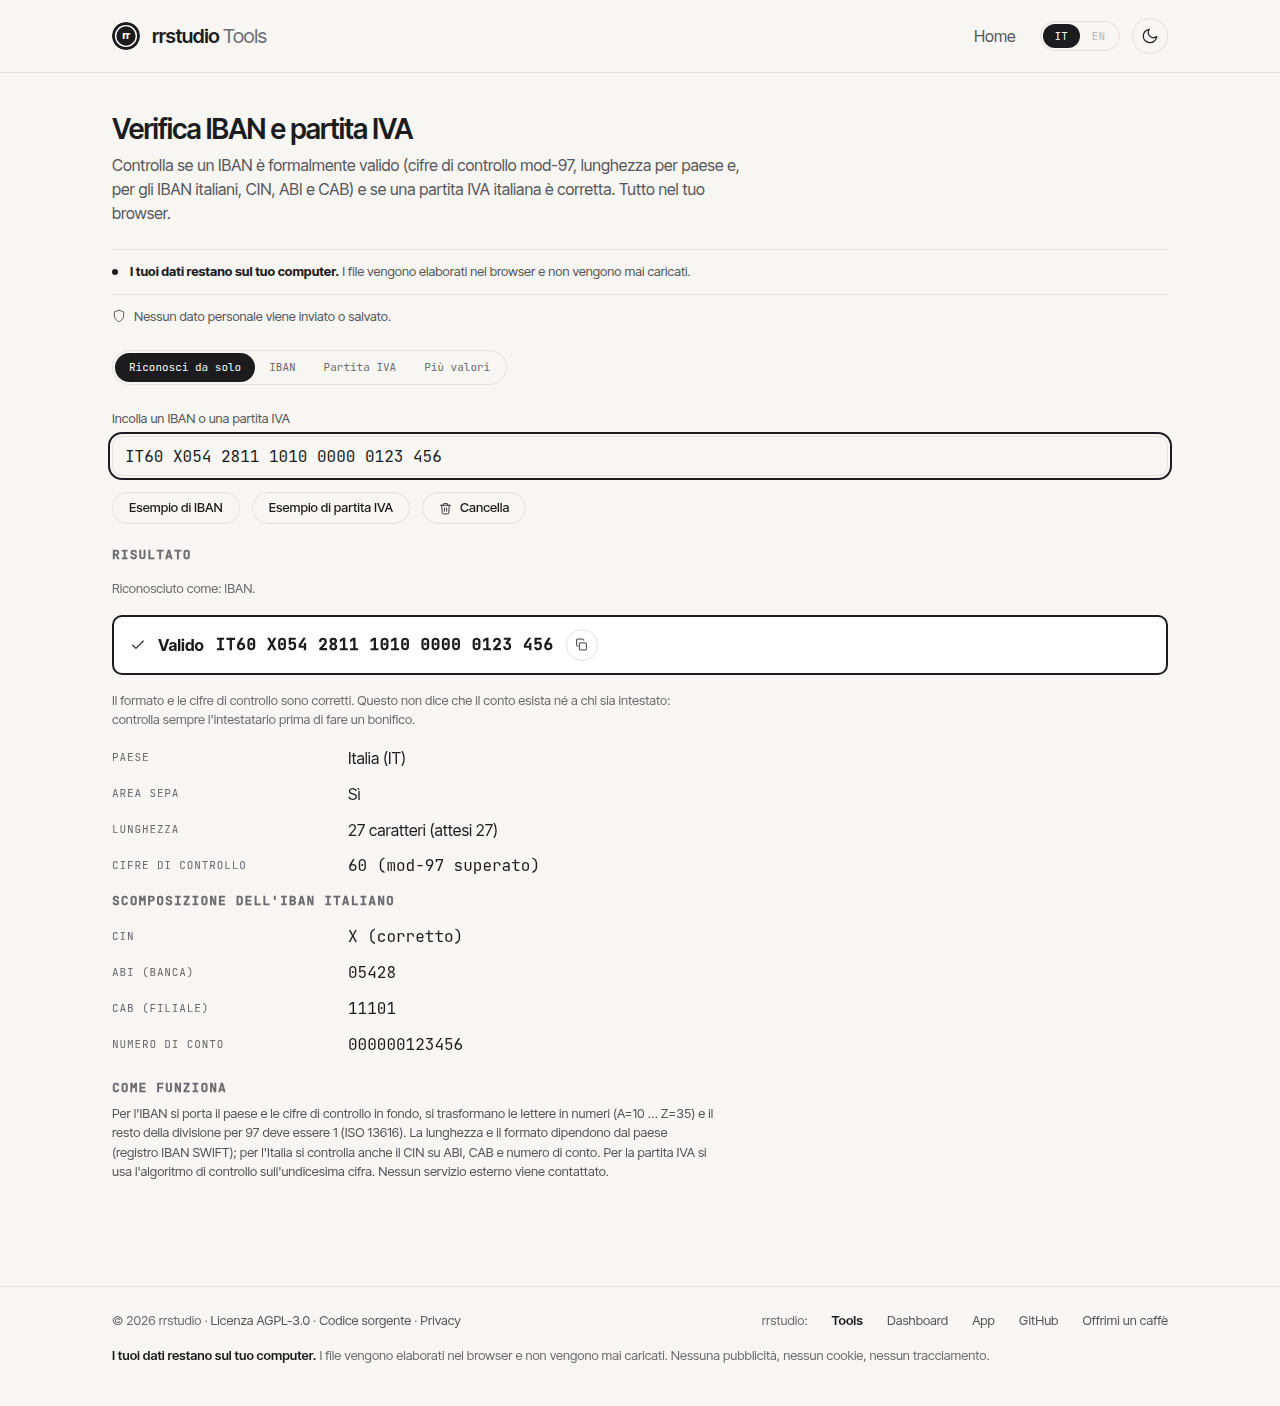 rr
rrstudio Tools
Home
IT
EN
Verifica IBAN e partita IVA
Controlla se un IBAN è formalmente valido (cifre di controllo mod-97, lunghezza per paese e,
per gli IBAN italiani, CIN, ABI e CAB) e se una partita IVA italiana è corretta. Tutto nel tuo
browser.
I tuoi dati restano sul tuo computer. I file vengono elaborati nel browser e non vengono mai caricati.
Nessun dato personale viene inviato o salvato.
Riconosci da solo
IBAN
Partita IVA
Più valori
Incolla un IBAN o una partita IVA
IT60 X054 2811 1010 0000 0123 456
Esempio di IBAN
Esempio di partita IVA
Cancella
RISULTATO
Riconosciuto come: IBAN.
Valido IT60 X054 2811 1010 0000 0123 456
Il formato e le cifre di controllo sono corretti. Questo non dice che il conto esista né a chi sia intestato:
controlla sempre l'intestatario prima di fare un bonifico.
PAESE
Italia (IT)
AREA SEPA
Sì
LUNGHEZZA
27 caratteri (attesi 27)
CIFRE DI CONTROLLO
60 (mod-97 superato)
SCOMPOSIZIONE DELL'IBAN ITALIANO
CIN
X (corretto)
ABI (BANCA)
05428
CAB (FILIALE)
11101
NUMERO DI CONTO
000000123456
COME FUNZIONA
Per l'IBAN si porta il paese e le cifre di controllo in fondo, si trasformano le lettere in numeri (A=10 … Z=35) e il
resto della divisione per 97 deve essere 1 (ISO 13616). La lunghezza e il formato dipendono dal paese
(registro IBAN SWIFT); per l'Italia si controlla anche il CIN su ABI, CAB e numero di conto. Per la partita IVA si
usa l'algoritmo di controllo sull'undicesima cifra. Nessun servizio esterno viene contattato.
© 2026 rrstudio · Licenza AGPL-3.0 · Codice sorgente · Privacy
rrstudio:
Tools
Dashboard
App
GitHub
Offrimi un caffè
I tuoi dati restano sul tuo computer. I file vengono elaborati nel browser e non vengono mai caricati. Nessuna pubblicità, nessun cookie, nessun tracciamento.